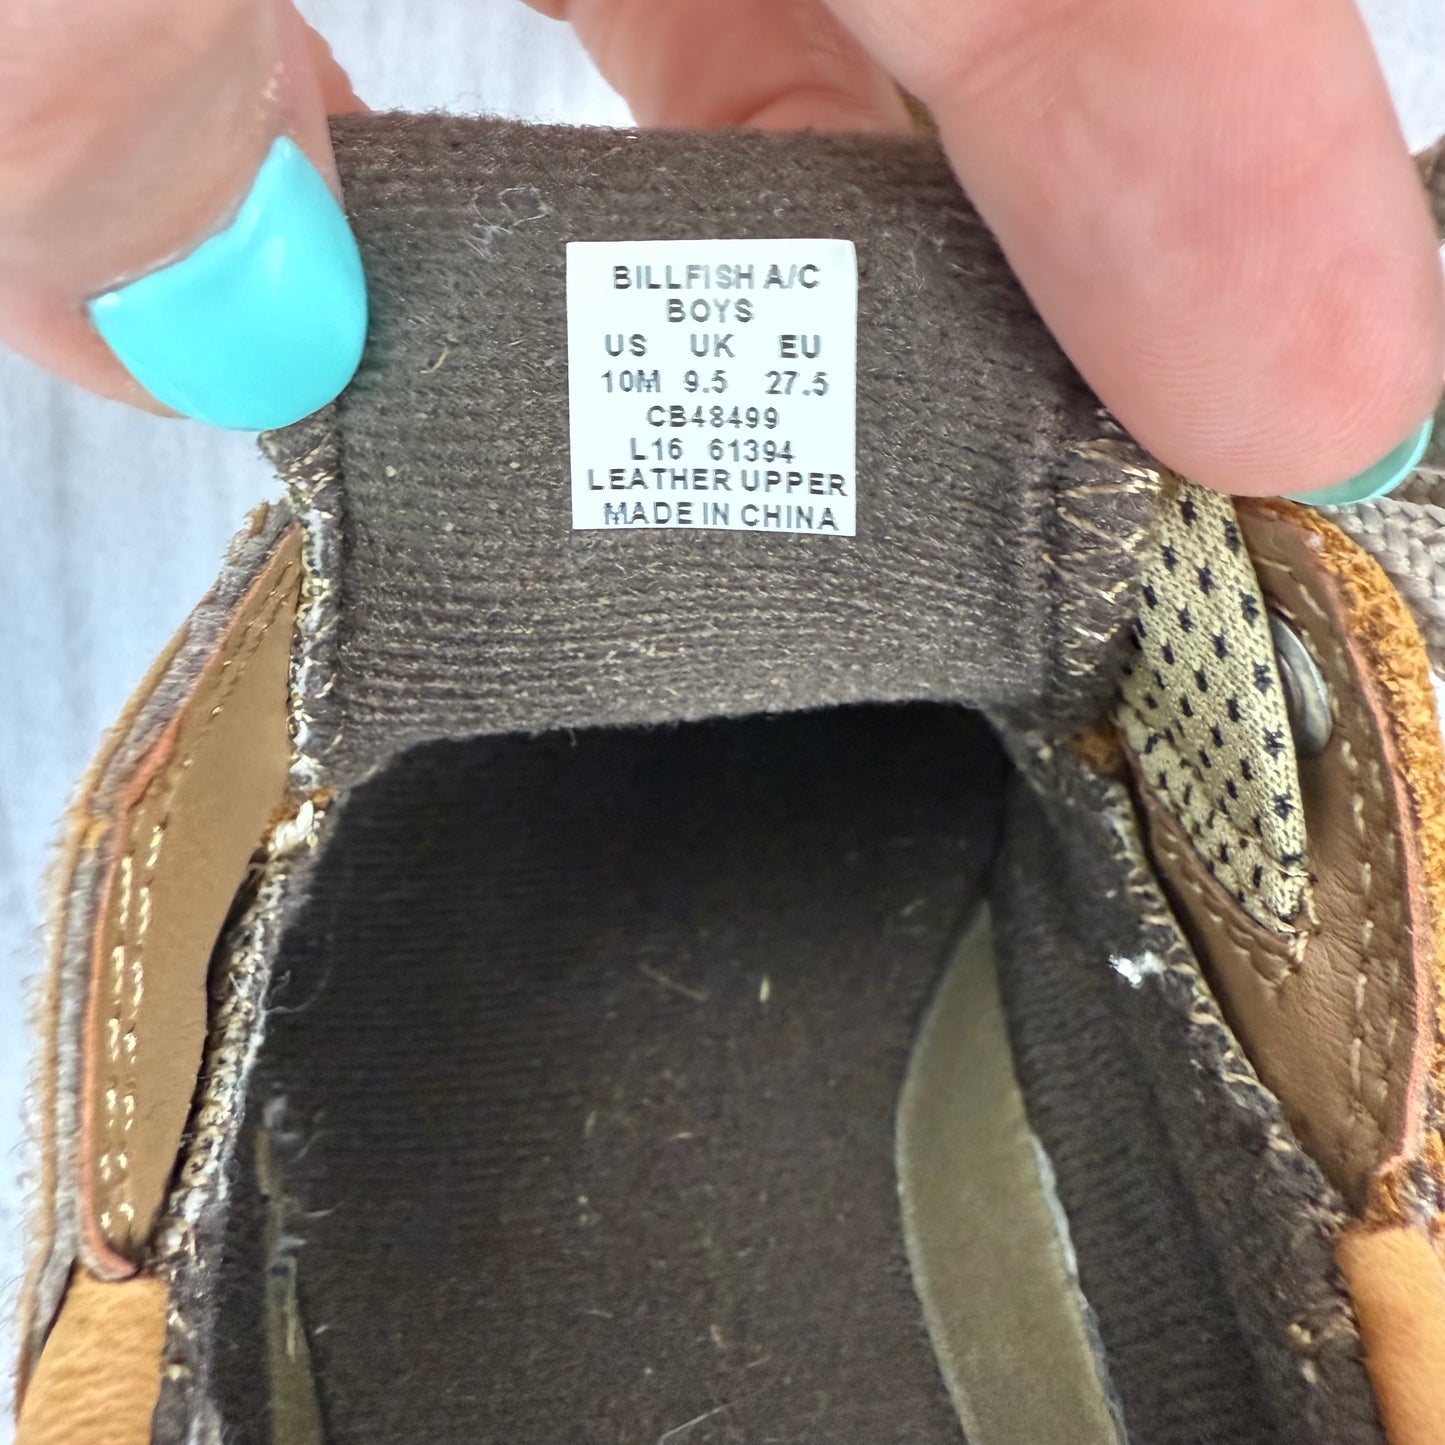 BILLFISH A/C
BOYS
US UK EU
10M 9.5 27.5
CB48499
L16 61394
LEATHER UPPER
MADE IN CHINA